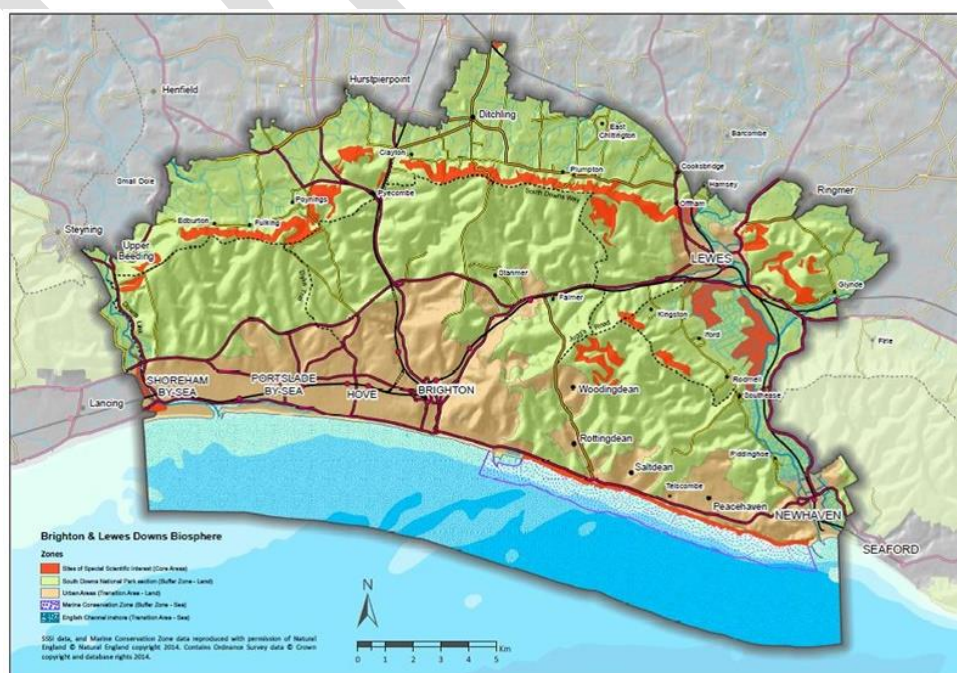 Henfield
Hurstpierpoint
Ditchling
East
Chiltington
Barcombe
Clayton
Plumpton
Cooksbridge
Small Dole
Hamsey
Ringmer
Poynings
Pyecombe
South Downs Way
Offham
Edburton
Fulking
Steyning
Upper
Beeding
LEWES
Stanmer
Glynde
Falmer
Kingston
Iford
Firle
SHOREHAM
BY-SEA
PORTSLADE
BY-SEA
HOVE
BRIGHTON
Woodingdean
Rodmell
Southease
Lancing
Rottingdean
Piddinghoe
Saltdean
Telscombe
Peacehaven
NEWHAVEN
SEAFORD
Brighton & Lewes Downs Biosphere
Zones
Sites of Special Scientific Interest (Core Areas)
South Downs National Park section (Buffer Zone - Land)
Urban Areas (Transition Area - Land)
Marine Conservation Zone (Buffer Zone - Sea)
English Channel inshore (Transition Area - Sea)
N
SSSI data, and Marine Conservation Zone data reproduced with permission of Natural
England © Natural England copyright 2014. Contains Ordnance Survey data © Crown
copyright and database rights 2014.
0 1 2 3 4 5 Km